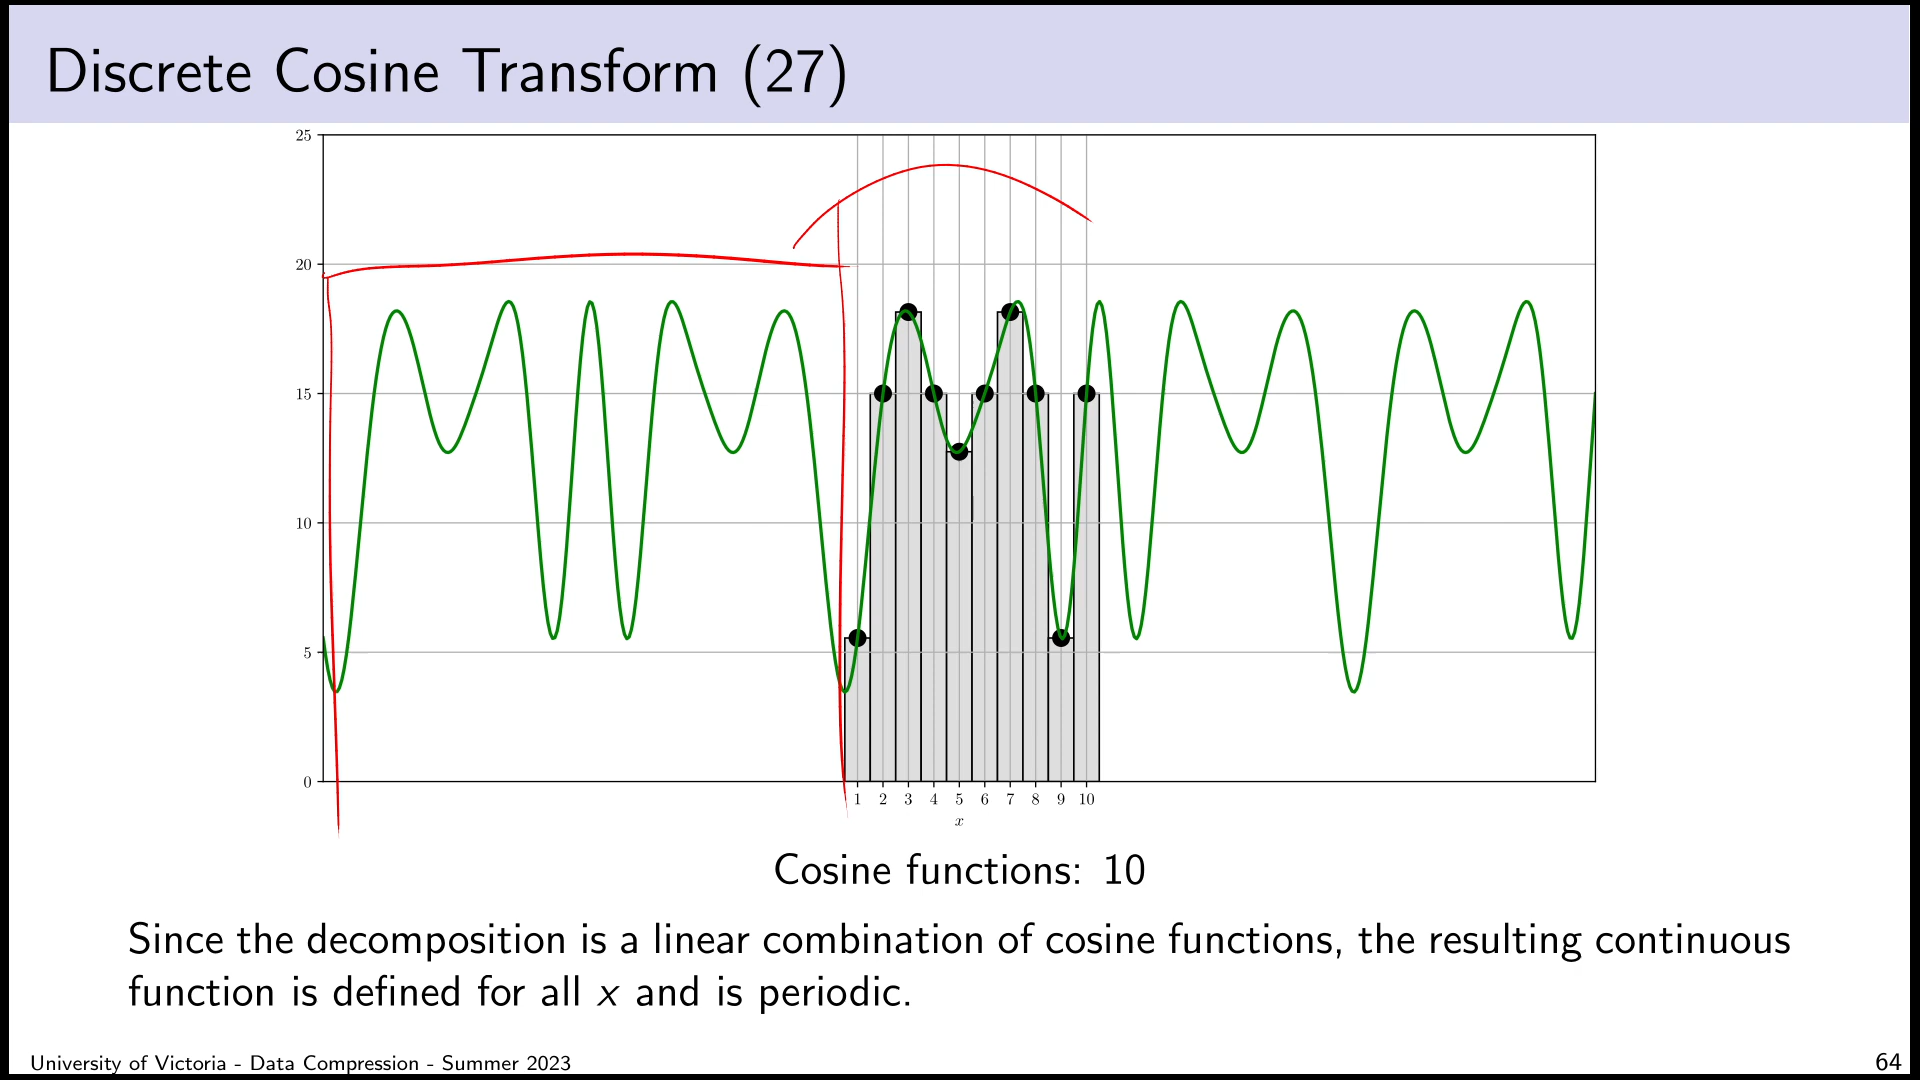 Discrete Cosine Transform (27)
25
20
15
10
5
0
1 2 3 4 5 6 7 8 9 10
x
Cosine functions: 10
Since the decomposition is a linear combination of cosine functions, the resulting continuous
function is defined for all x and is periodic.
University of Victoria - Data Compression - Summer 2023
64